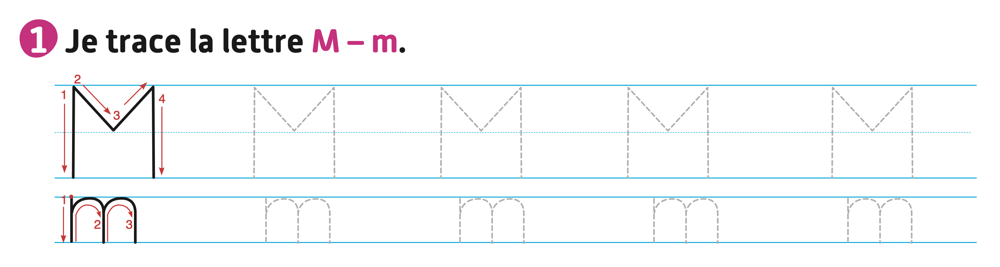 1 Je trace la lettre M – m.
2
1 3 4
M M M M M
1
2 3
m m m m m